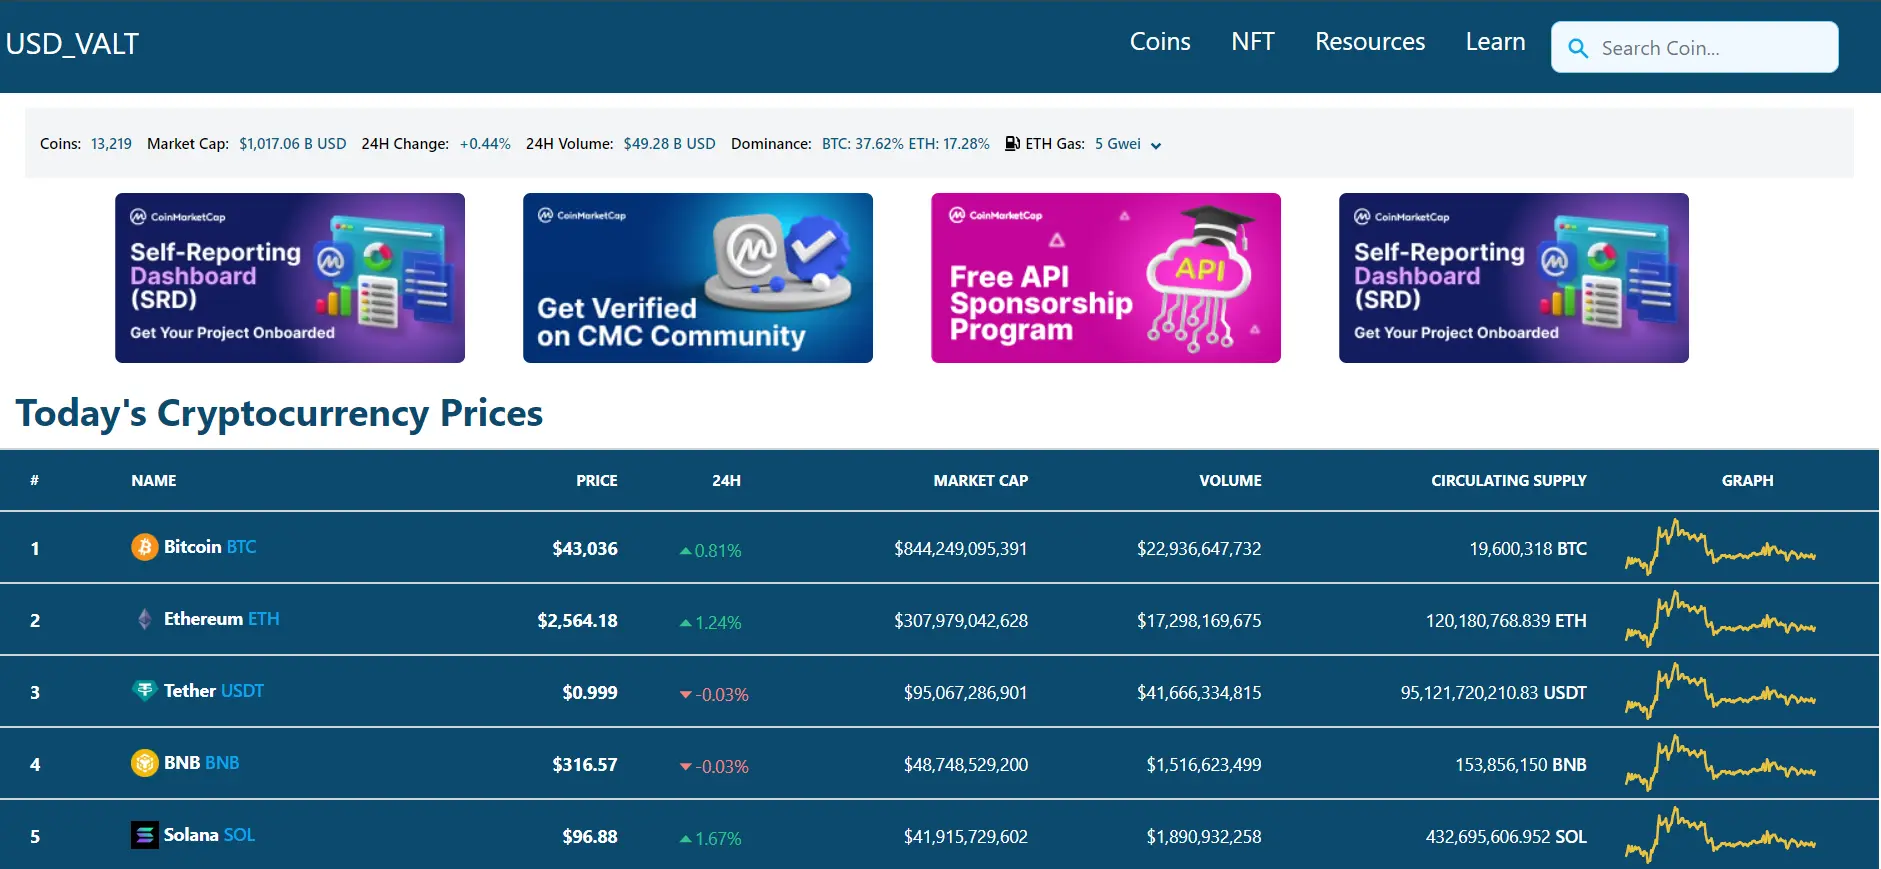 USD_VALT
Coins NFT Resources Learn Search Coin...
Coins: 13,219 Market Cap: $1,017.06 B USD 24H Change: +0.44% 24H Volume: $49.28 B USD Dominance: BTC: 37.62% ETH: 17.28% ETH Gas: 5 Gwei
CoinMarketCap
Self-Reporting
Dashboard
(SRD)
Get Your Project Onboarded
CoinMarketCap
Get Verified
on CMC Community
CoinMarketCap
Free API
Sponsorship
Program
API
CoinMarketCap
Self-Reporting
Dashboard
(SRD)
Get Your Project Onboarded
Today's Cryptocurrency Prices
# NAME PRICE 24H MARKET CAP VOLUME CIRCULATING SUPPLY GRAPH
1 Bitcoin BTC $43,036 0.81% $844,249,095,391 $22,936,647,732 19,600,318 BTC
2 Ethereum ETH $2,564.18 1.24% $307,979,042,628 $17,298,169,675 120,180,768.839 ETH
3 Tether USDT $0.999 -0.03% $95,067,286,901 $41,666,334,815 95,121,720,210.83 USDT
4 BNB BNB $316.57 -0.03% $48,748,529,200 $1,516,623,499 153,856,150 BNB
5 Solana SOL $96.88 1.67% $41,915,729,602 $1,890,932,258 432,695,606.952 SOL